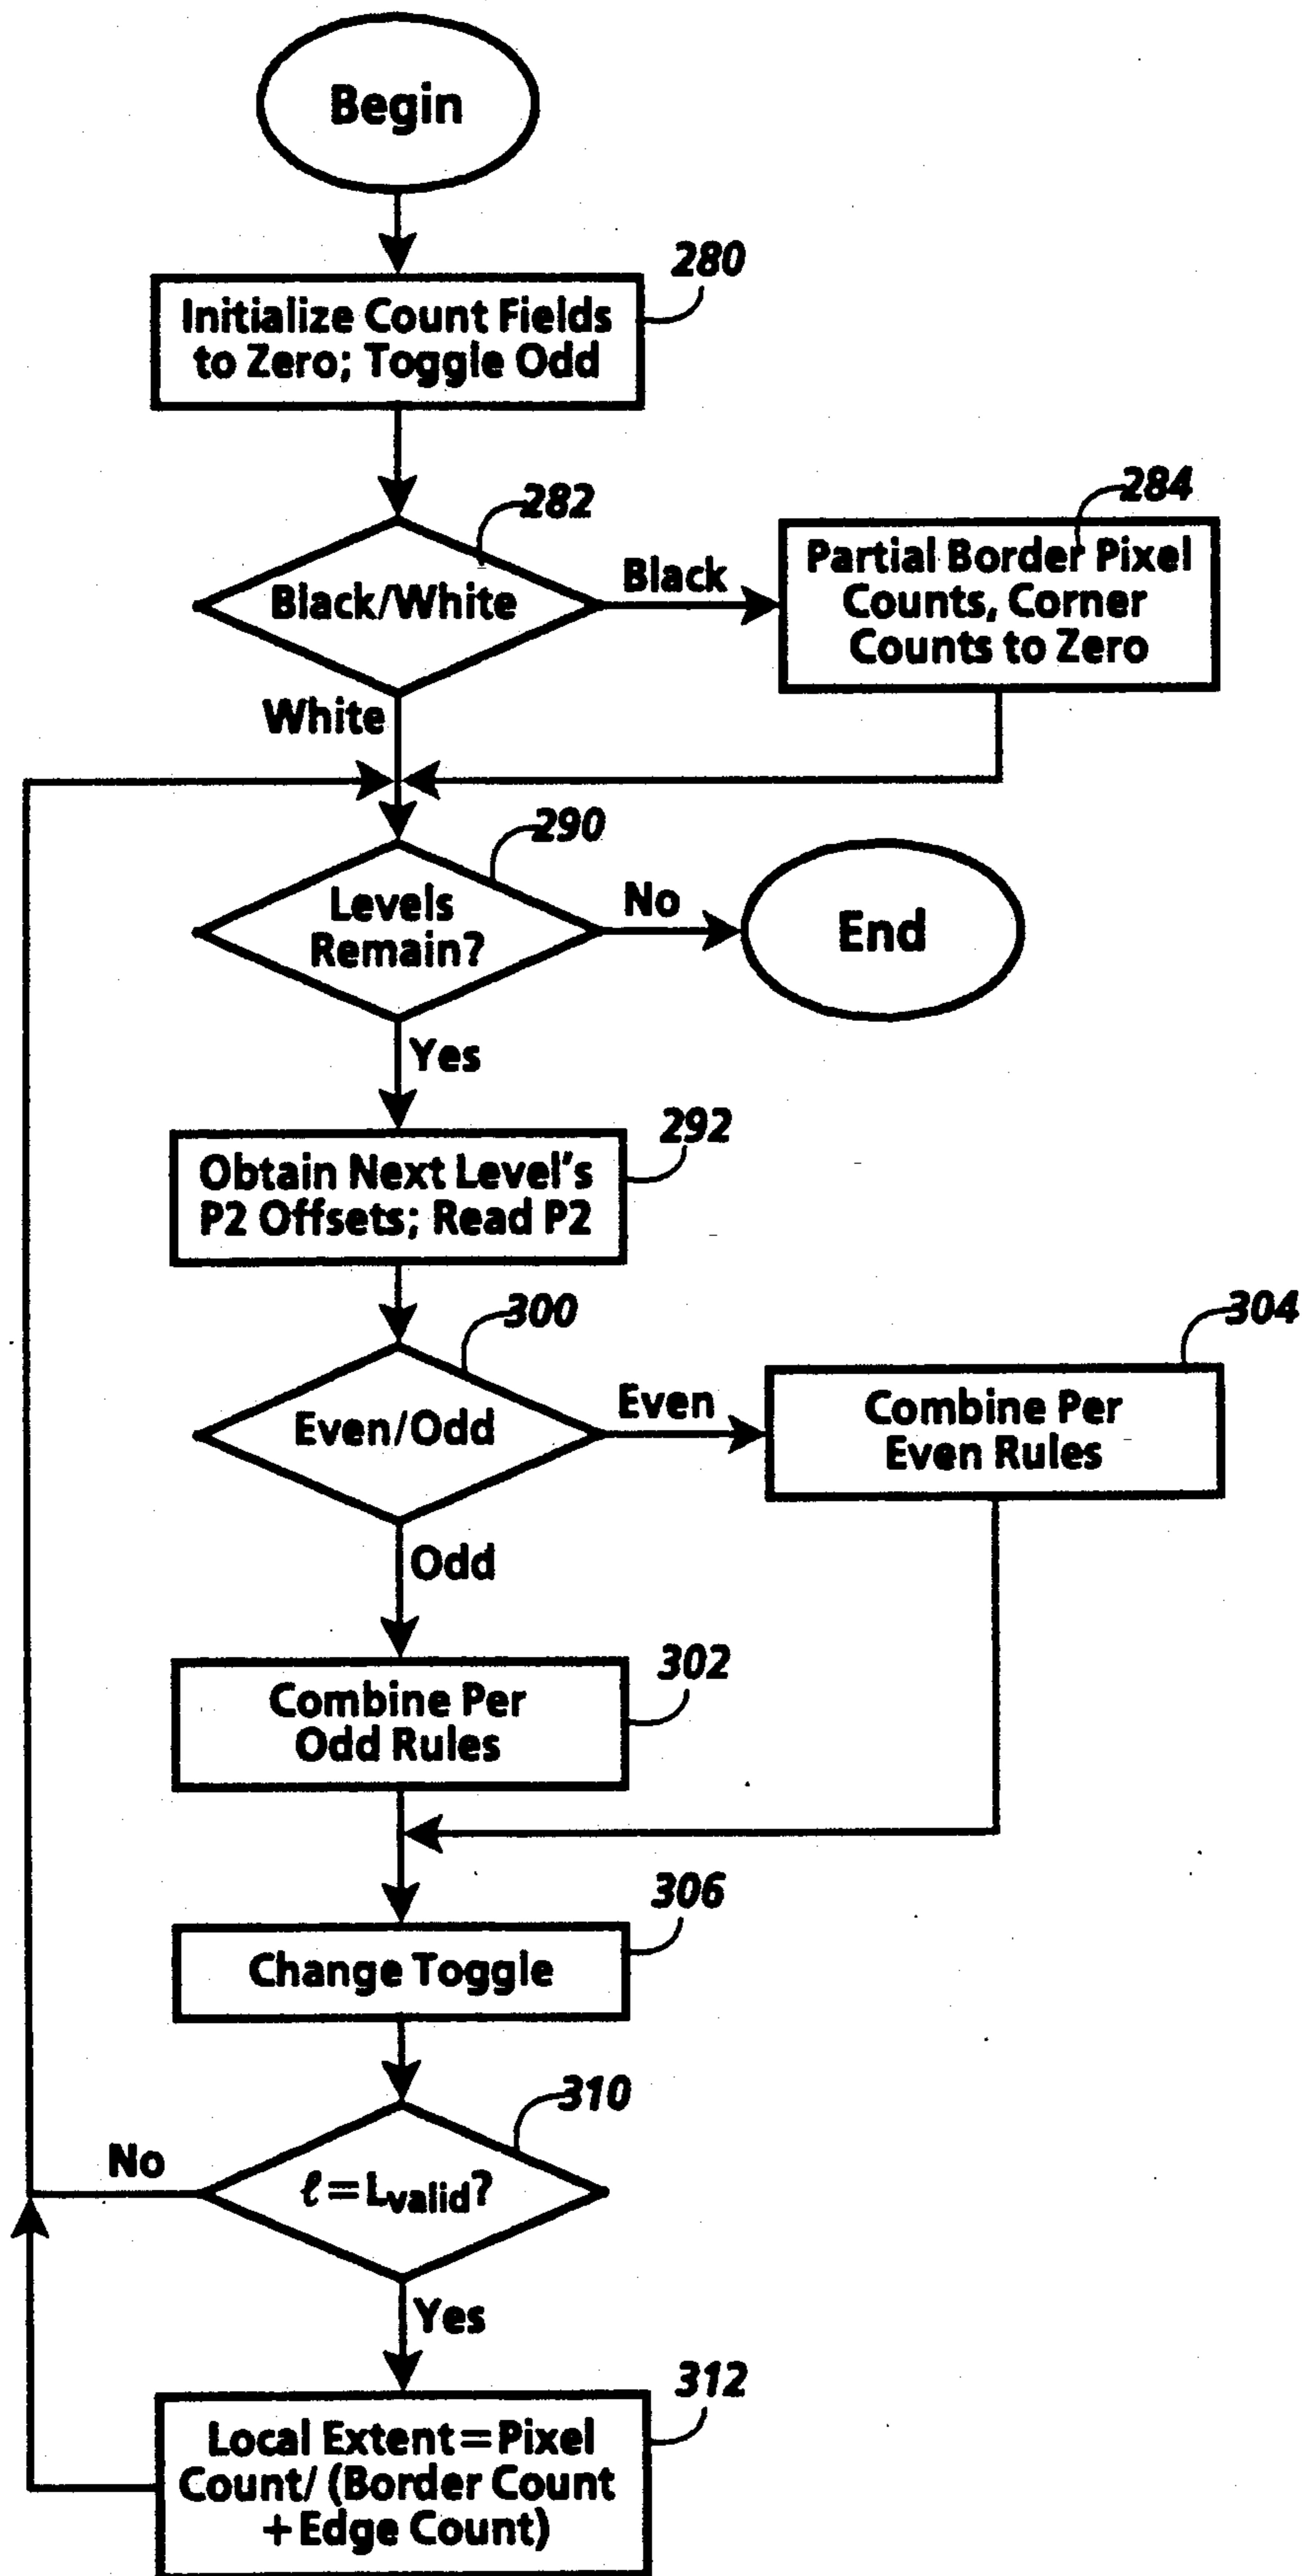 Begin
280
Initialize Count Fields
to Zero; Toggle Odd
282
284
Black/White
Black
Partial Border Pixel
Counts, Corner
Counts to Zero
White
290
Levels
Remain?
No
End
Yes
292
Obtain Next Level's
P2 Offsets; Read P2
300
304
Even/Odd
Even
Combine Per
Even Rules
Odd
302
Combine Per
Odd Rules
306
Change Toggle
310
No
ℓ=Lvalid?
Yes
312
Local Extent=Pixel
Count/ (Border Count
+Edge Count)